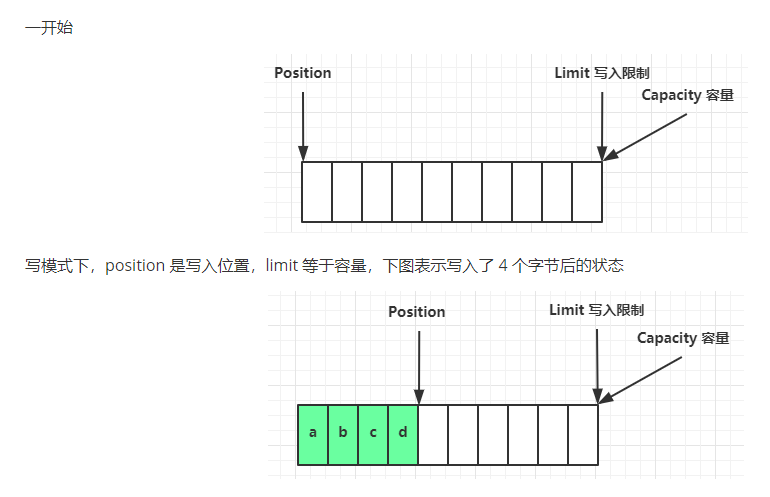 一开始
Position
Limit 写入限制
Capacity 容量
写模式下，position 是写入位置，limit 等于容量，下图表示写入了 4 个字节后的状态
Position
Limit 写入限制
Capacity 容量
a b c d